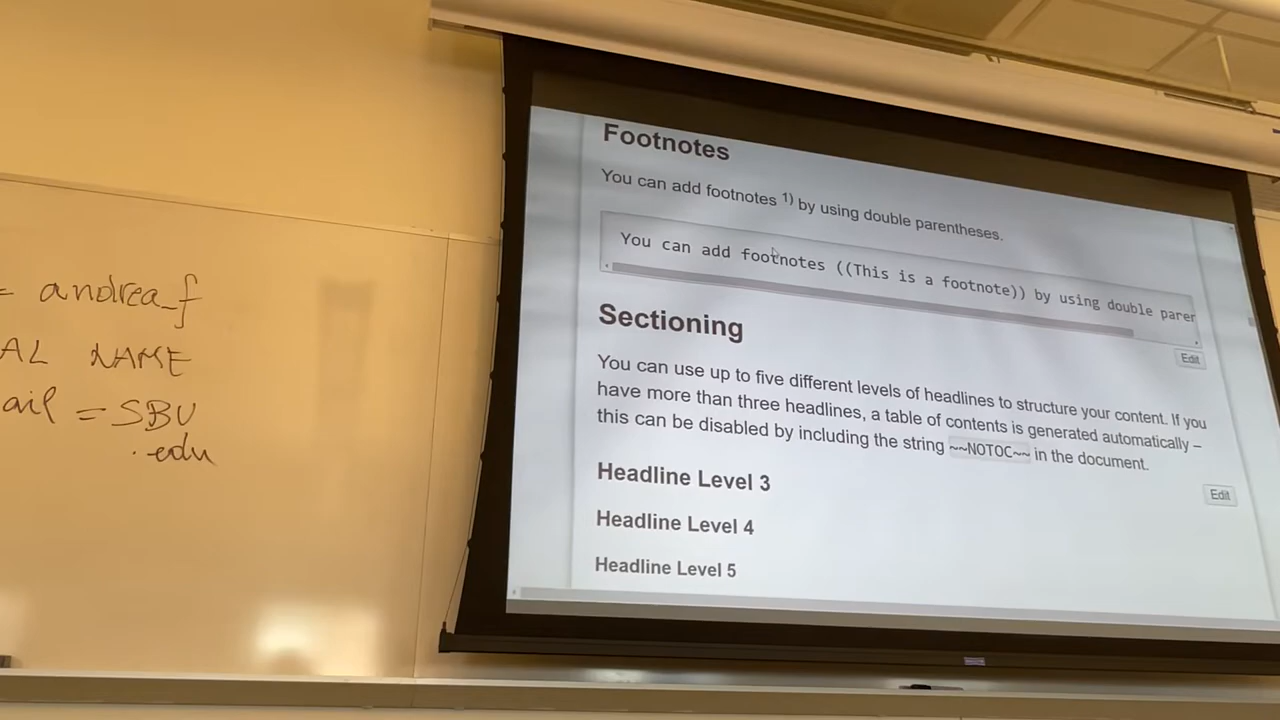 = andrea_f
AL NAME
ail = SBU
.edu
Footnotes
You can add footnotes 1) by using double parentheses.
You can add footnotes ((This is a footnote)) by using double paren
Edit
Sectioning
You can use up to five different levels of headlines to structure your content. If you
have more than three headlines, a table of contents is generated automatically –
this can be disabled by including the string ~~NOTOC~~ in the document.
Edit
Headline Level 3
Headline Level 4
Headline Level 5